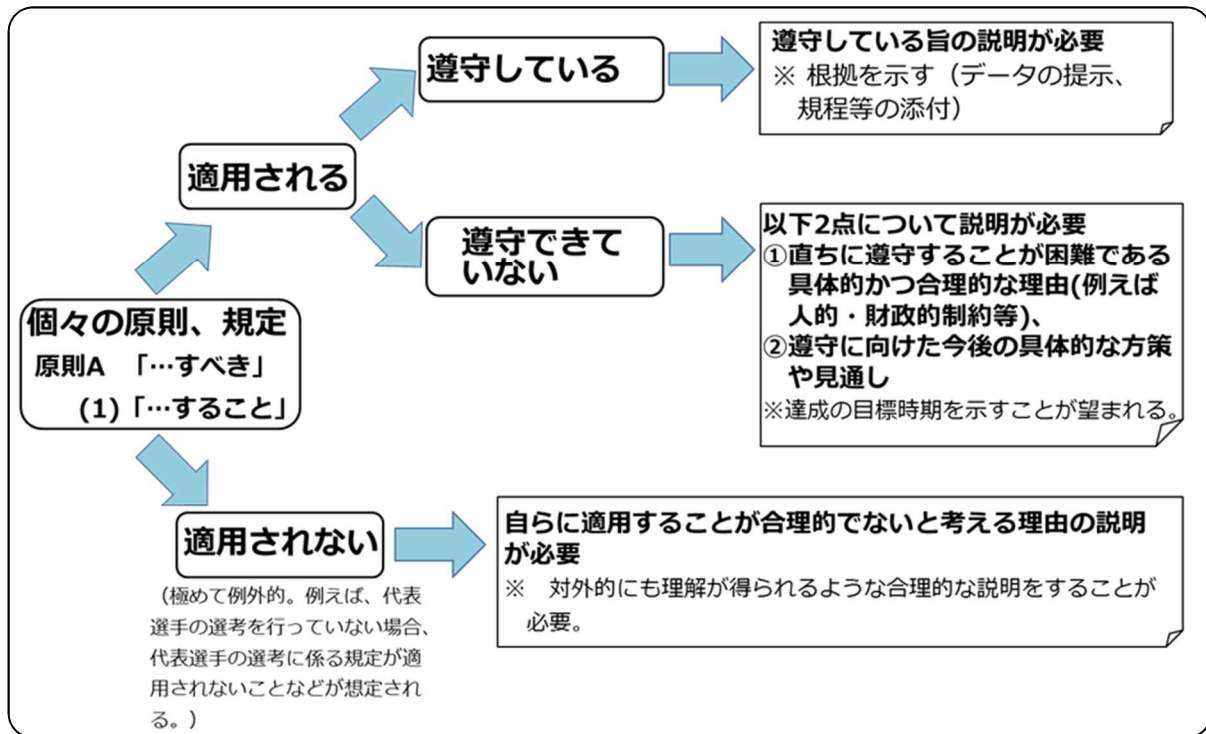 遵守している
遵守している旨の説明が必要
※ 根拠を示す（データの提示、
規程等の添付）
適用される
遵守できて
いない
以下2点について説明が必要
①直ちに遵守することが困難である
具体的かつ合理的な理由(例えば
人的・財政的制約等)、
②遵守に向けた今後の具体的な方策
や見通し
※達成の目標時期を示すことが望まれる。
個々の原則、規定
原則A 「…すべき」
(1)「…すること」
適用されない
（極めて例外的。例えば、代表
選手の選考を行っていない場合、
代表選手の選考に係る規定が適
用されないことなどが想定され
る。）
自らに適用することが合理的でないと考える理由の説明
が必要
※ 対外的にも理解が得られるような合理的な説明をすることが
必要。